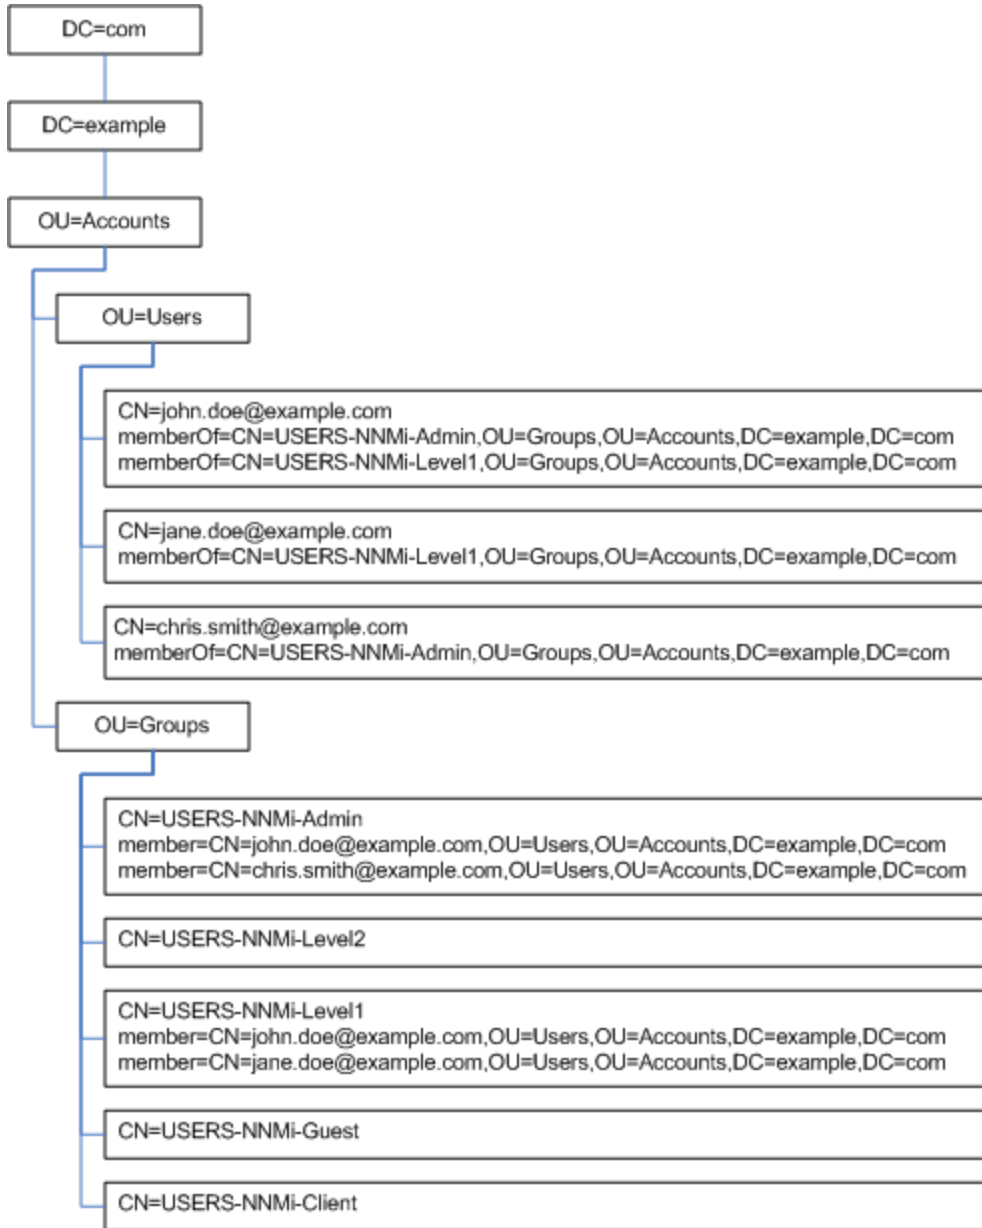 DC=com
DC=example
OU=Accounts
OU=Users
CN=john.doe@example.com
memberOf=CN=USERS-NNMi-Admin,OU=Groups,OU=Accounts,DC=example,DC=com
memberOf=CN=USERS-NNMi-Level1,OU=Groups,OU=Accounts,DC=example,DC=com
CN=jane.doe@example.com
memberOf=CN=USERS-NNMi-Level1,OU=Groups,OU=Accounts,DC=example,DC=com
CN=chris.smith@example.com
memberOf=CN=USERS-NNMi-Admin,OU=Groups,OU=Accounts,DC=example,DC=com
OU=Groups
CN=USERS-NNMi-Admin
member=CN=john.doe@example.com,OU=Users,OU=Accounts,DC=example,DC=com
member=CN=chris.smith@example.com,OU=Users,OU=Accounts,DC=example,DC=com
CN=USERS-NNMi-Level2
CN=USERS-NNMi-Level1
member=CN=john.doe@example.com,OU=Users,OU=Accounts,DC=example,DC=com
member=CN=jane.doe@example.com,OU=Users,OU=Accounts,DC=example,DC=com
CN=USERS-NNMi-Guest
CN=USERS-NNMi-Client